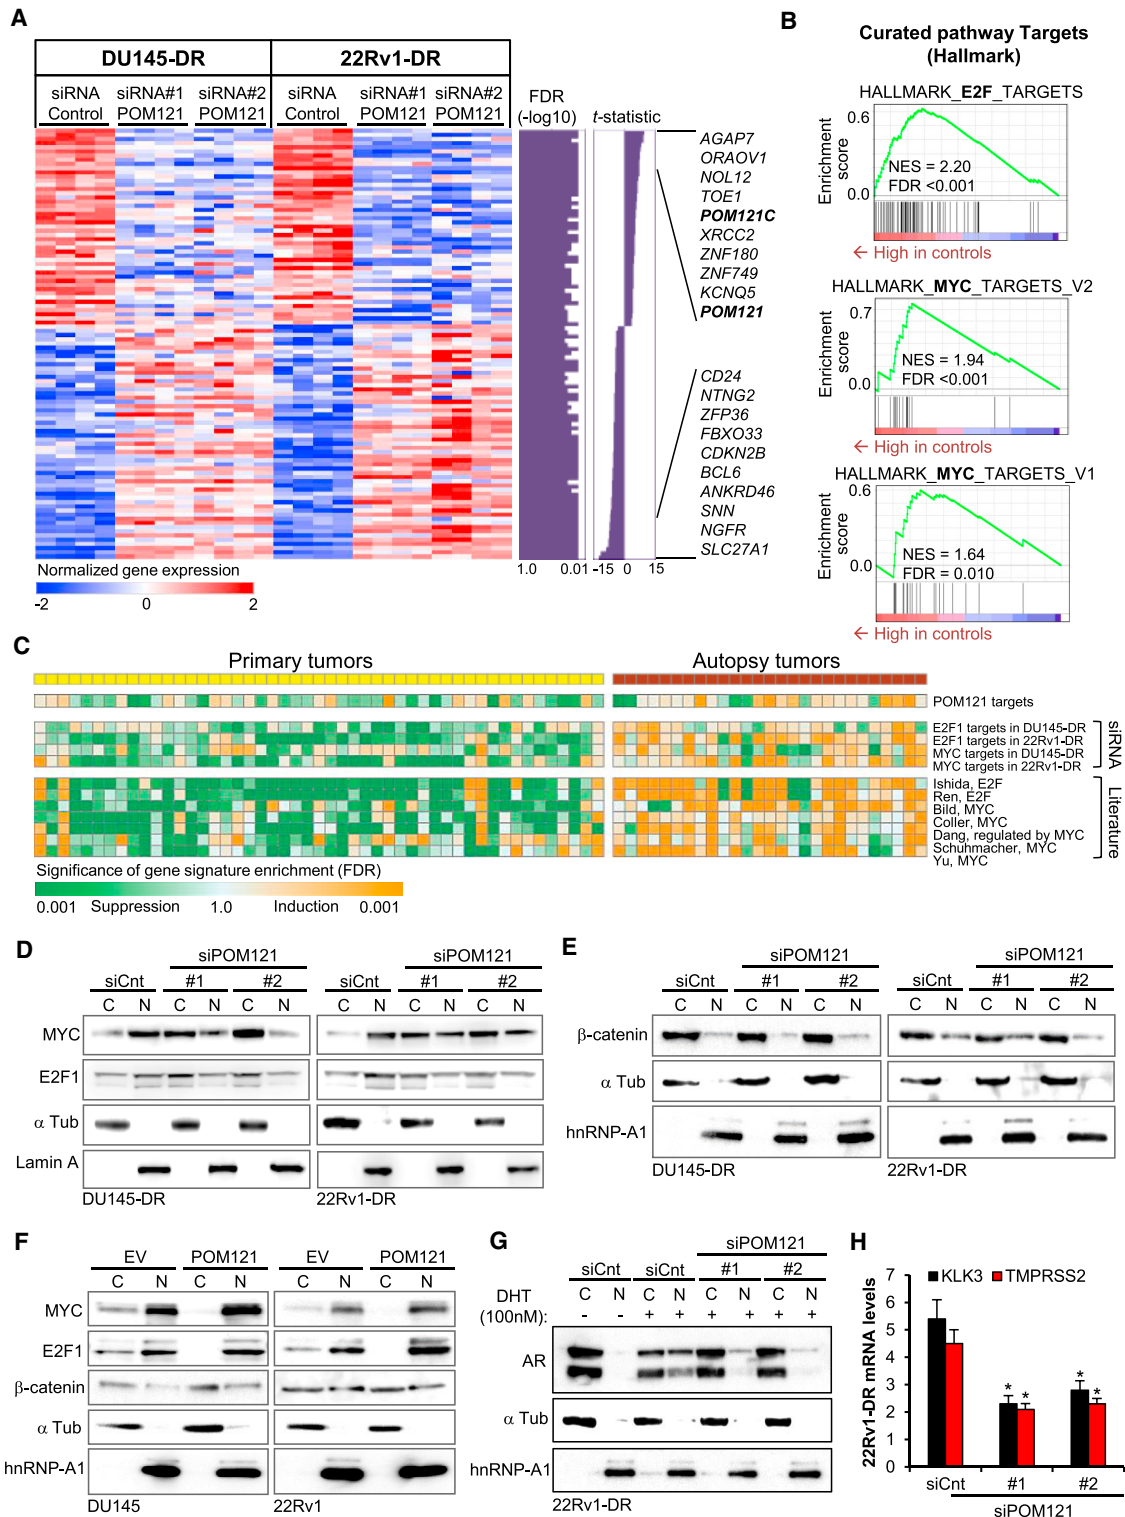 A
DU145-DR
22Rv1-DR
siRNA Control
siRNA#1 POM121
siRNA#2 POM121
siRNA Control
siRNA#1 POM121
siRNA#2 POM121
FDR (-log10)
t-statistic
AGAP7
ORAOV1
NOL12
TOE1
POM121C
XRCC2
ZNF180
ZNF749
KCNQ5
POM121
CD24
NTNG2
ZFP36
FBXO33
CDKN2B
BCL6
ANKRD46
SNN
NGFR
SLC27A1
1.0 0.01 -15 0 15
Normalized gene expression
-2 0 2
B
Curated pathway Targets
(Hallmark)
HALLMARK_E2F_TARGETS
Enrichment score
0.6
0.0
NES = 2.20
FDR <0.001
← High in controls
HALLMARK_MYC_TARGETS_V2
Enrichment score
0.7
0.0
NES = 1.94
FDR <0.001
← High in controls
HALLMARK_MYC_TARGETS_V1
Enrichment score
0.6
0.0
NES = 1.64
FDR = 0.010
← High in controls
C
Primary tumors
Autopsy tumors
POM121 targets
E2F1 targets in DU145-DR
E2F1 targets in 22Rv1-DR
MYC targets in DU145-DR
MYC targets in 22Rv1-DR
siRNA
Ishida, E2F
Ren, E2F
Bild, MYC
Coller, MYC
Dang, regulated by MYC
Schuhmacher, MYC
Yu, MYC
Literature
Significance of gene signature enrichment (FDR)
0.001 Suppression 1.0 Induction 0.001
D
siPOM121
siCnt #1 #2
C N C N C N
siPOM121
siCnt #1 #2
C N C N C N
MYC
E2F1
α Tub
Lamin A
DU145-DR
22Rv1-DR
E
siPOM121
siCnt #1 #2
C N C N C N
siPOM121
siCnt #1 #2
C N C N C N
β-catenin
α Tub
hnRNP-A1
DU145-DR
22Rv1-DR
F
EV POM121
C N C N
EV POM121
C N C N
MYC
E2F1
β-catenin
α Tub
hnRNP-A1
DU145
22Rv1
G
siPOM121
siCnt siCnt #1 #2
C N C N C N C N
DHT
(100nM): - - + + + + + +
AR
α Tub
hnRNP-A1
22Rv1-DR
H
KLK3 TMPRSS2
22Rv1-DR mRNA levels
7
6
5
4
3
2
1
0
* *
* *
siCnt #1 #2
siPOM121